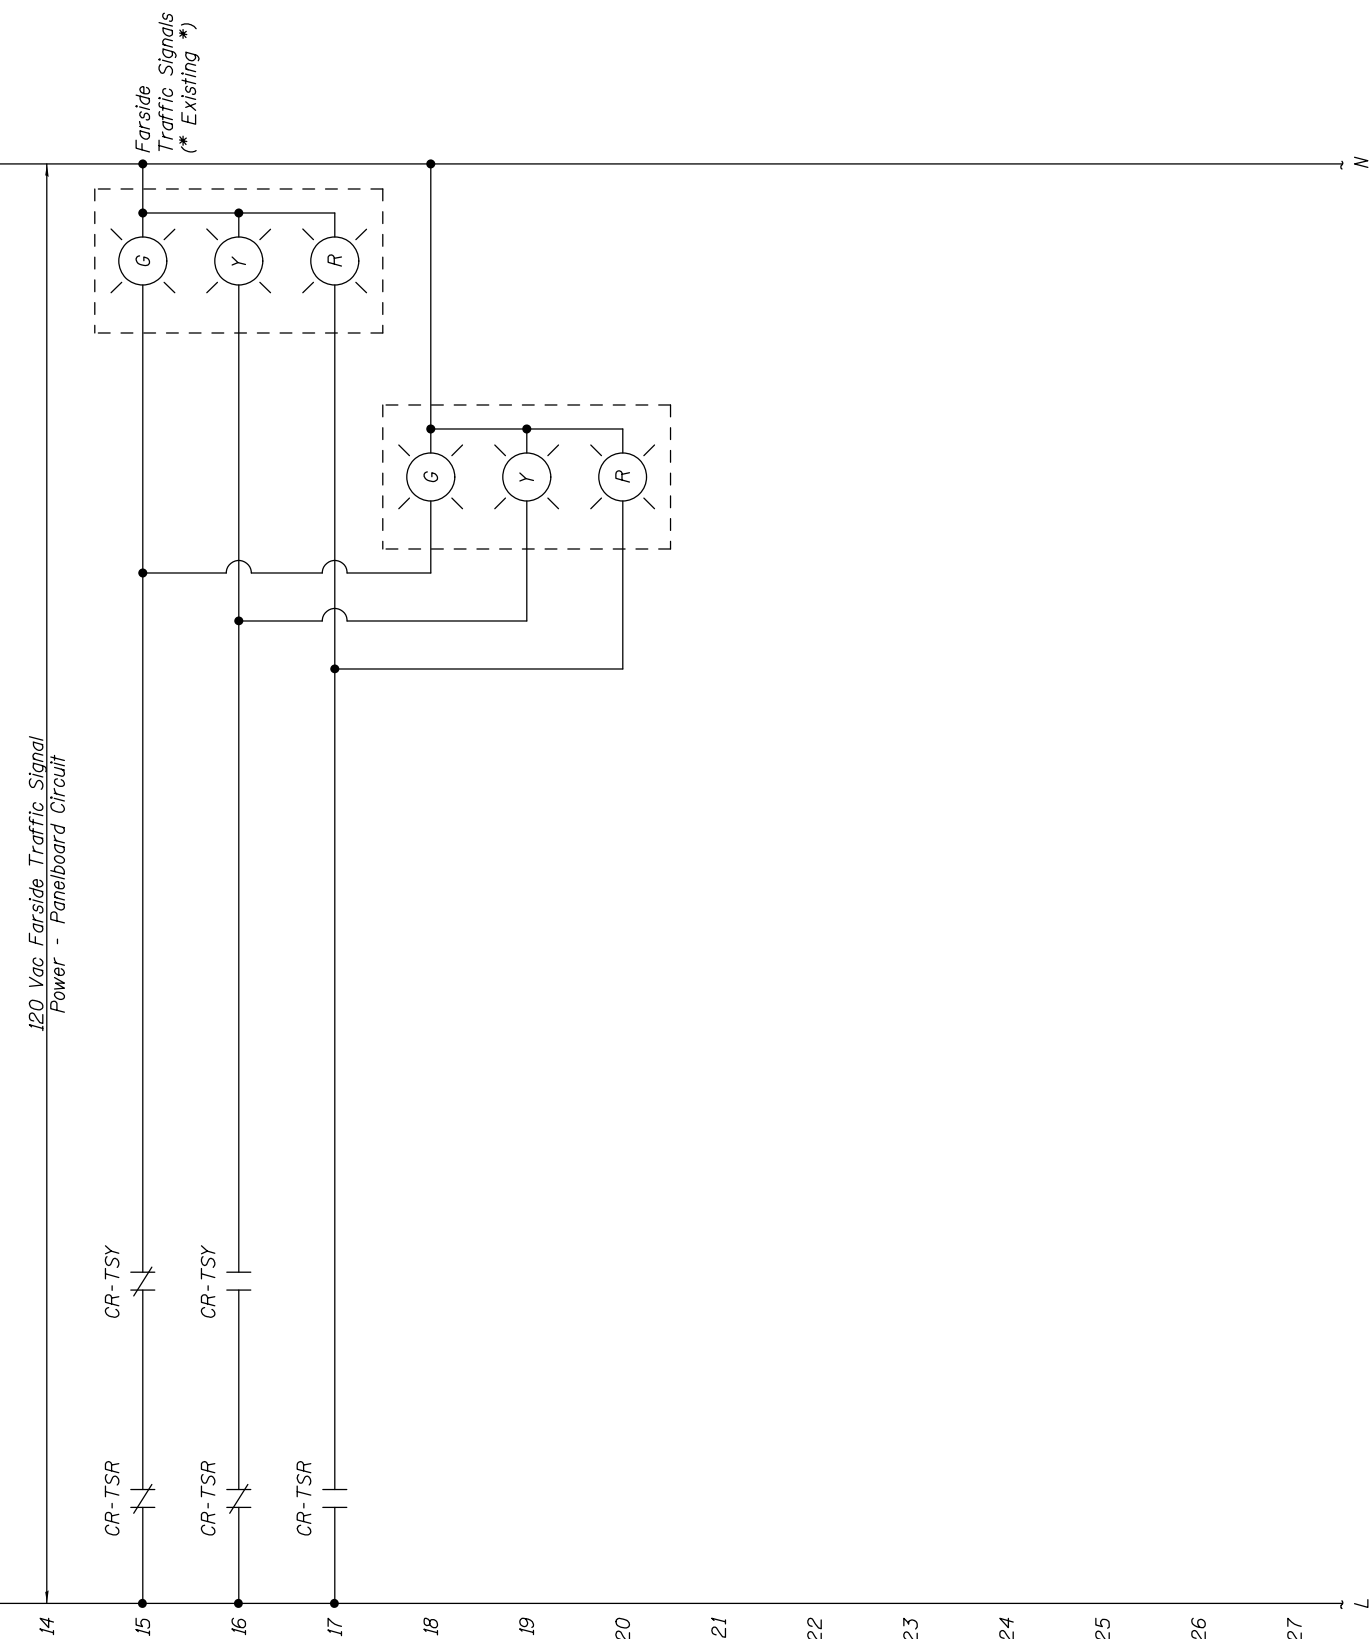 14
120 Vac Farside Traffic Signal
Power - Panelboard Circuit
15
CR-TSR
CR-TSY
G
Farside
Traffic Signals
(* Existing *)
16
CR-TSR
CR-TSY
Y
17
CR-TSR
R
18
G
19
Y
20
R
21
22
23
24
25
26
27
L
N